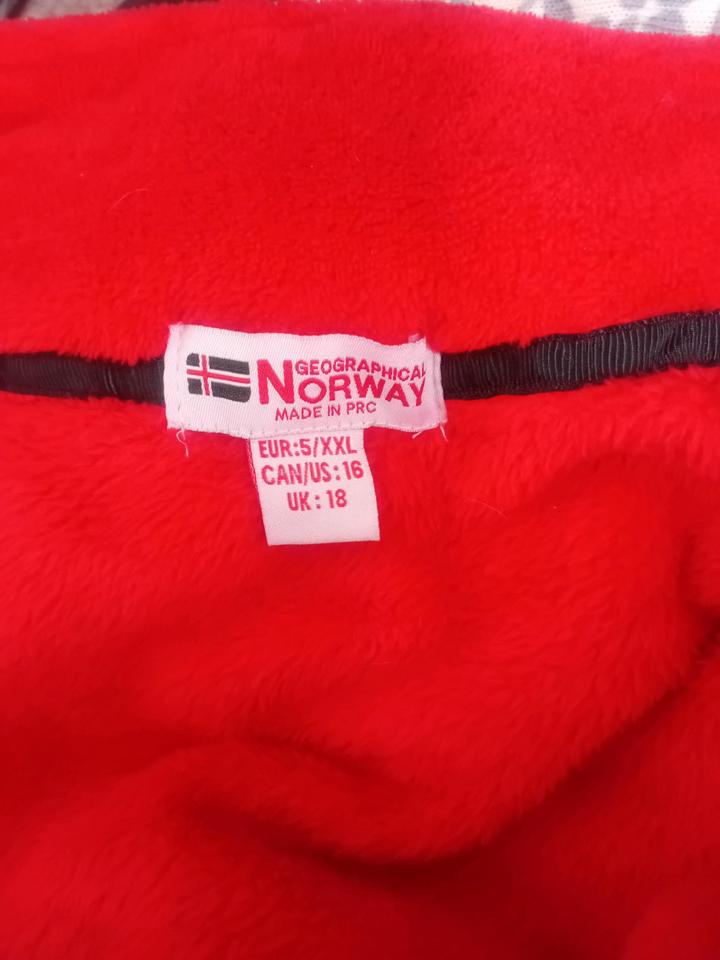 GEOGRAPHICAL
NORWAY
MADE IN PRC
EUR:5/XXL
CAN/US:16
UK:18